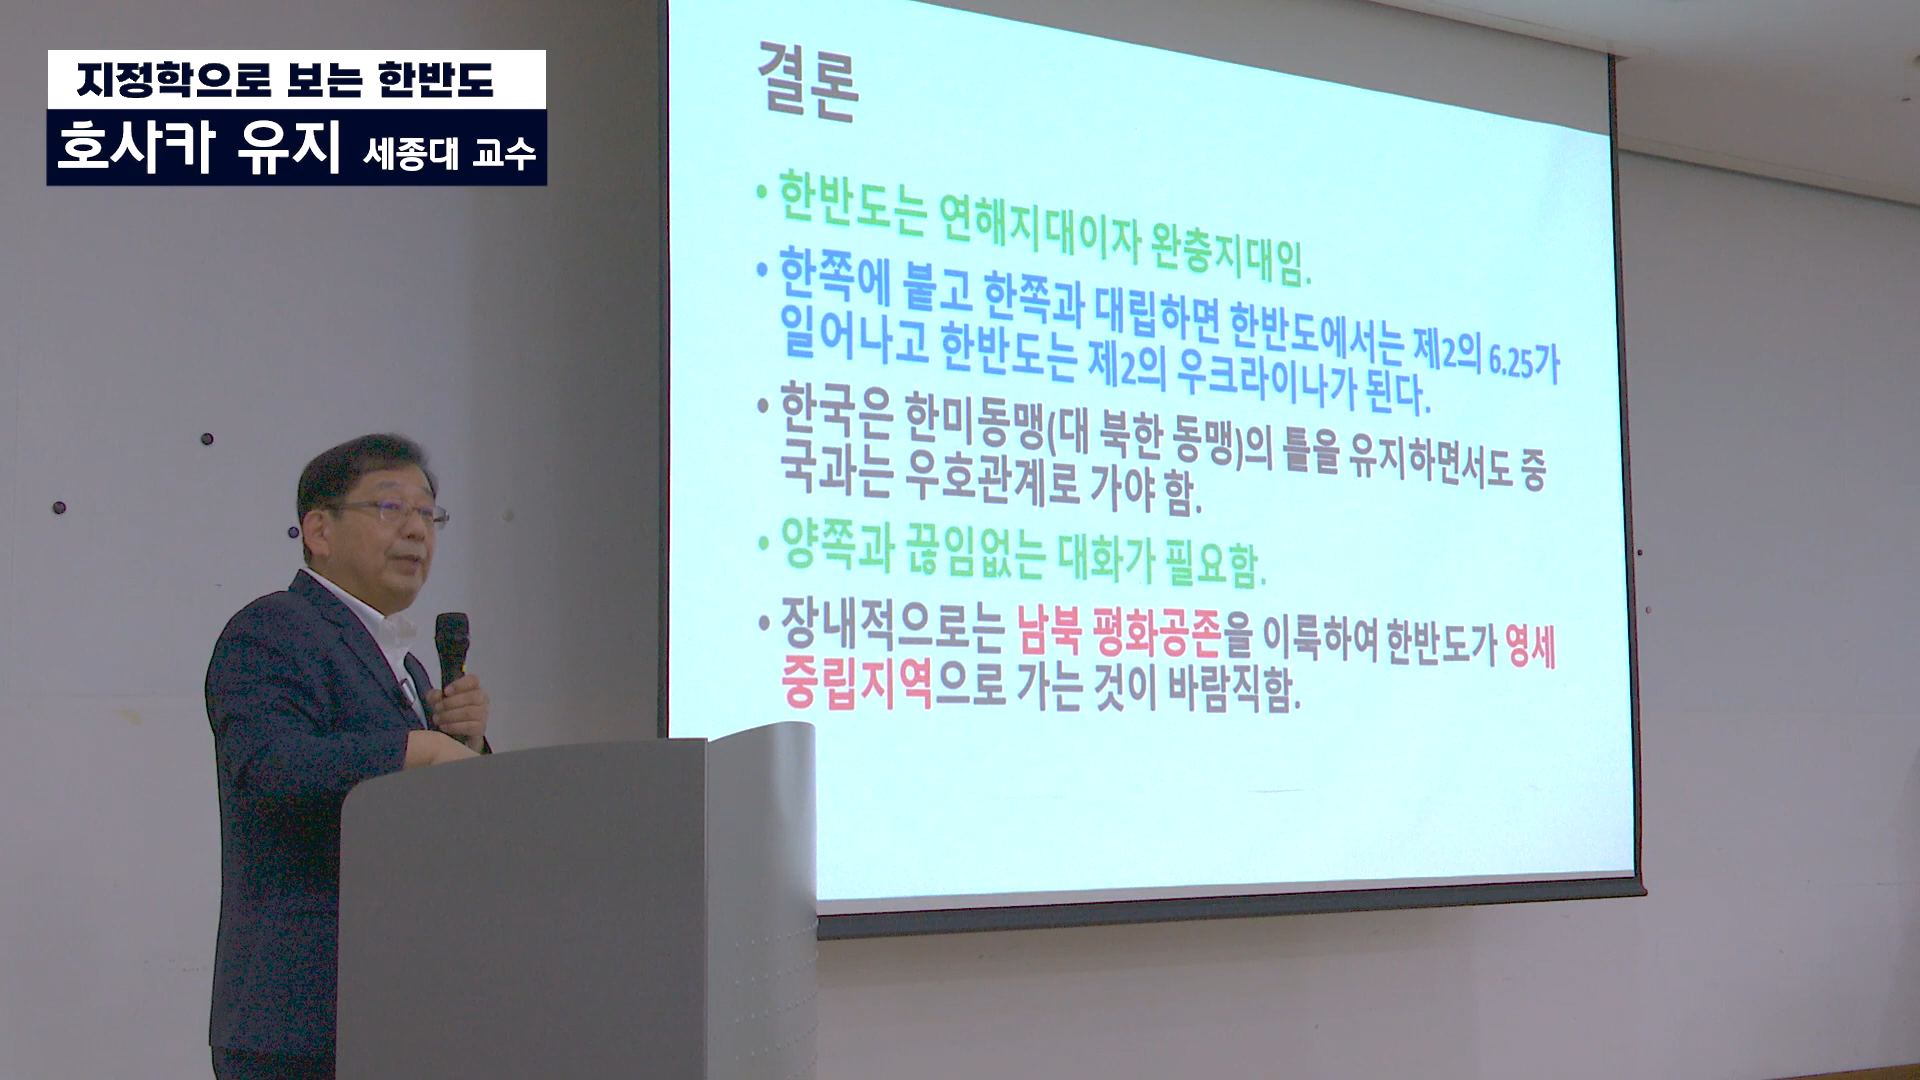 지정학으로 보는 한반도
호사카 유지 세종대 교수
결론
• 한반도는 연해지대이자 완충지대임.
• 한쪽에 붙고 한쪽과 대립하면 한반도에서는 제2의 6.25가
일어나고 한반도는 제2의 우크라이나가 된다.
• 한국은 한미동맹(대 북한 동맹)의 틀을 유지하면서도 중
국과는 우호관계로 가야 함.
• 양쪽과 끊임없는 대화가 필요함.
• 장내적으로는 남북 평화공존을 이룩하여 한반도가 영세
중립지역으로 가는 것이 바람직함.